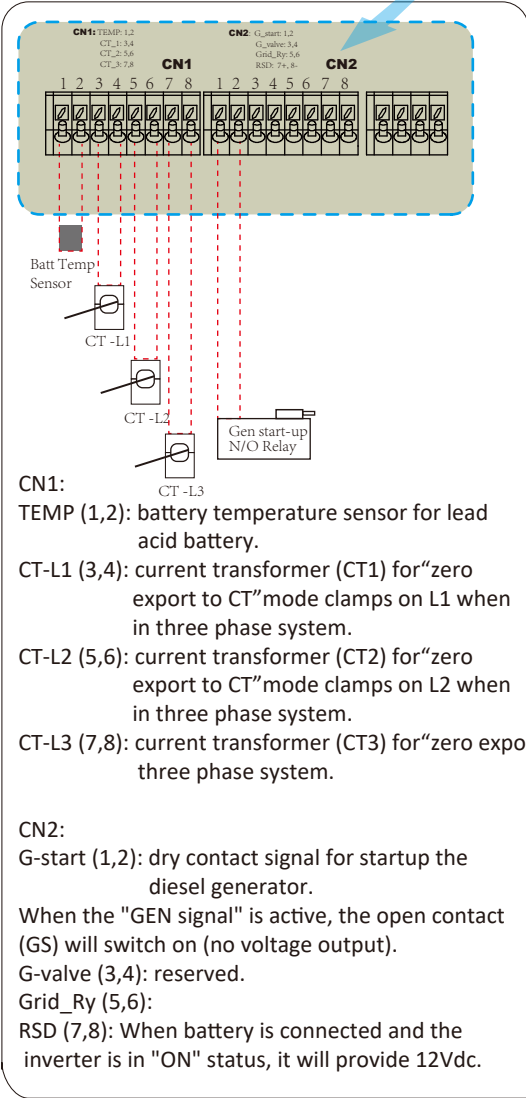 CN1: TEMP: 1,2
CT_1: 3,4
CT_2: 5,6
CT_3: 7,8
CN2: G_start: 1,2
G_valve: 3,4
Grid_Ry: 5,6
RSD: 7+, 8-
CN1
CN2
1 2 3 4 5 6 7 8
1 2 3 4 5 6 7 8
Batt Temp
Sensor
CT -L1
CT -L2
CT -L3
Gen start-up
N/O Relay
CN1:
TEMP (1,2): battery temperature sensor for lead
acid battery.
CT-L1 (3,4): current transformer (CT1) for“zero
export to CT”mode clamps on L1 when
in three phase system.
CT-L2 (5,6): current transformer (CT2) for“zero
export to CT”mode clamps on L2 when
in three phase system.
CT-L3 (7,8): current transformer (CT3) for“zero expo
three phase system.
CN2:
G-start (1,2): dry contact signal for startup the
diesel generator.
When the "GEN signal" is active, the open contact
(GS) will switch on (no voltage output).
G-valve (3,4): reserved.
Grid_Ry (5,6):
RSD (7,8): When battery is connected and the
inverter is in "ON" status, it will provide 12Vdc.